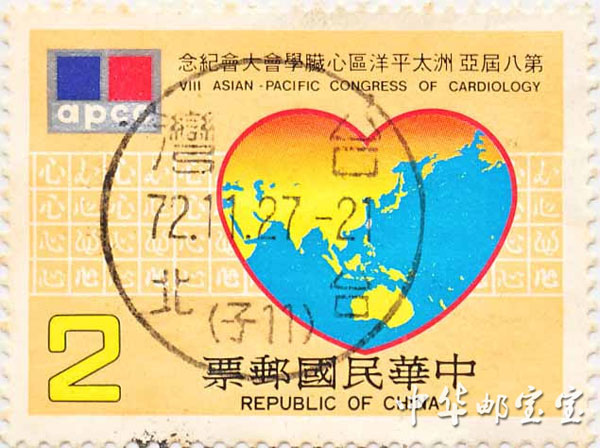 第八屆亞洲太平洋區心臟學會大會紀念
VIII ASIAN-PACIFIC CONGRESS OF CARDIOLOGY
apcc
台灣
72.11.27-21
台北
(子11)
2
中華民國郵票
REPUBLIC OF CHINA
中华邮宝宝